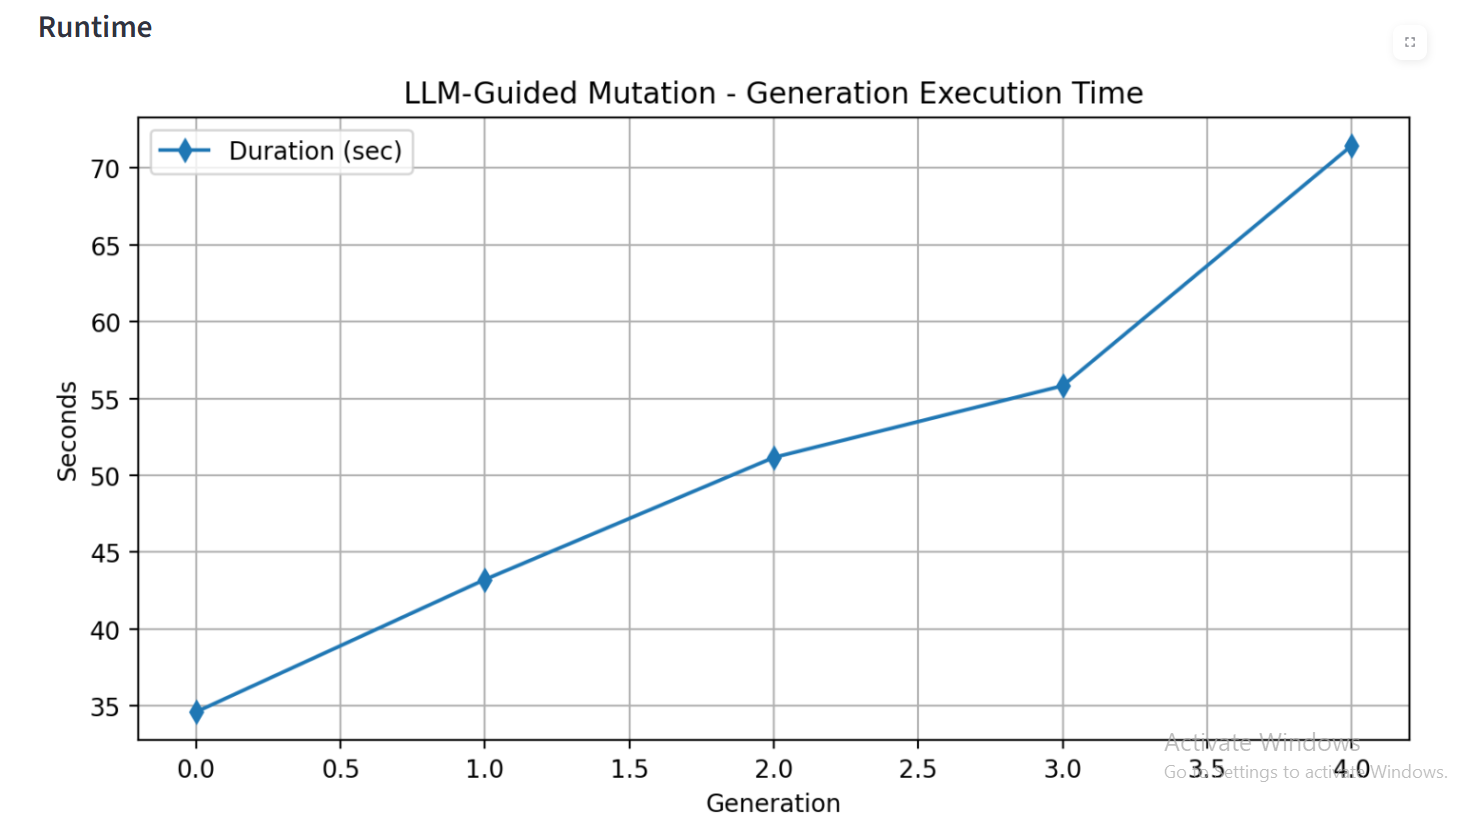 Runtime
LLM-Guided Mutation - Generation Execution Time
Duration (sec)
70
65
60
55
50
45
40
35
Seconds
0.0 0.5 1.0 1.5 2.0 2.5 3.0 3.5 4.0
Generation
Activate Windows
Go to Settings to activate Windows.